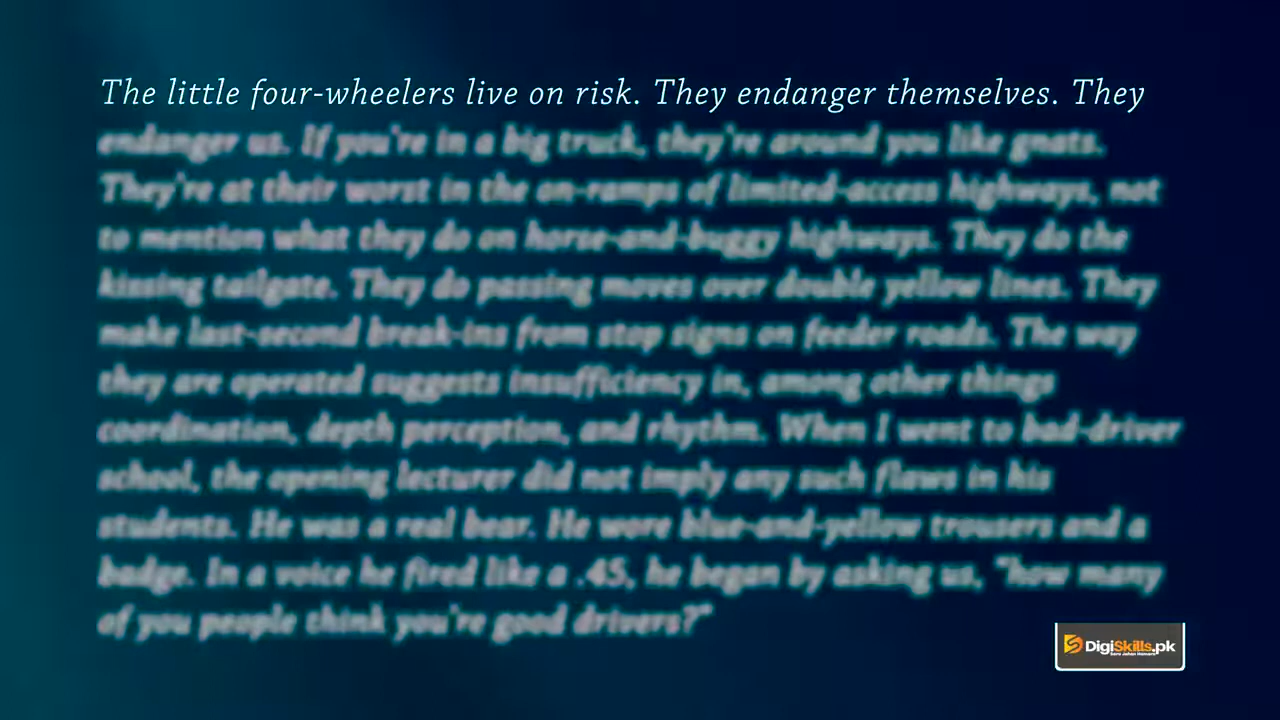 The little four-wheelers live on risk. They endanger themselves. They
endanger us. If you're in a big truck, they're around you like gnats.
They're at their worst in the on-ramps of limited-access highways, not
to mention what they do on horse-and-buggy highways. They do the
kissing tailgate. They do passing moves over double yellow lines. They
make last-second break-ins from stop signs on feeder roads. The way
they are operated suggests insufficiency in, among other things
coordination, depth perception, and rhythm. When I went to bad-driver
school, the opening lecturer did not imply any such flaws in his
students. He was a real bear. He wore blue-and-yellow trousers and a
badge. In a voice he fired like a .45, he began by asking us, "how many
of you people think you're good drivers?"
DigiSkills.pk